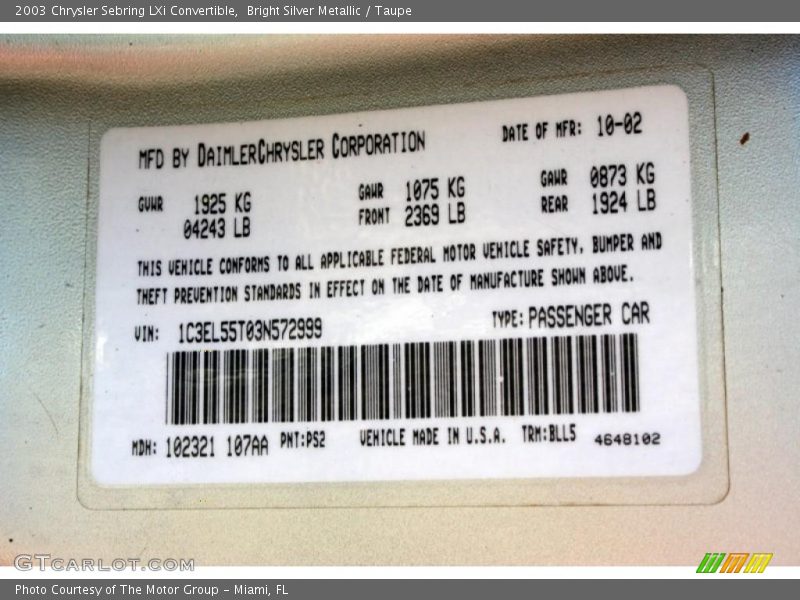 2003 Chrysler Sebring LXi Convertible, Bright Silver Metallic / Taupe
MFD BY DAIMLERCHRYSLER CORPORATION DATE OF MFR: 10-02
GVWR 1925 KG GAWR 1075 KG GAWR 0873 KG
04243 LB FRONT 2369 LB REAR 1924 LB
THIS VEHICLE CONFORMS TO ALL APPLICABLE FEDERAL MOTOR VEHICLE SAFETY, BUMPER AND
THEFT PREVENTION STANDARDS IN EFFECT ON THE DATE OF MANUFACTURE SHOWN ABOVE.
VIN: 1C3EL55T03N572999 TYPE: PASSENGER CAR
MDH: 102321 107AA PNT:PS2 VEHICLE MADE IN U.S.A. TRM:BLL5 4648102
GTCARLOT.COM
Photo Courtesy of The Motor Group - Miami, FL